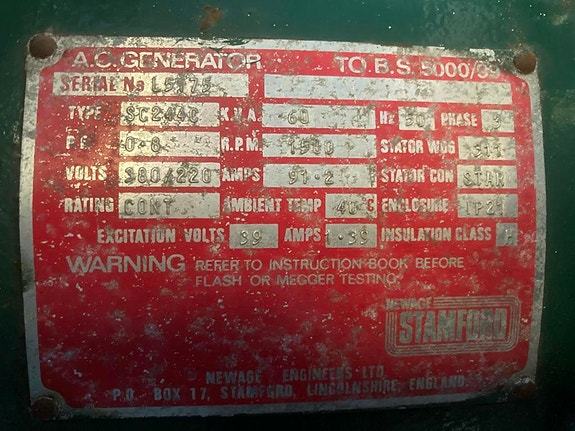 A.C. GENERATOR TO B.S. 5000/99
SERIAL No
TYPE SC244C K.V.A. 60 Hz 50 PHASE 3
P.F. 0·8 R.P.M. 1500 STATOR WDG 311
VOLTS 380/220 AMPS 91·2 STATOR CON STAR
RATING CONT AMBIENT TEMP 40°C ENCLOSURE IP21
EXCITATION VOLTS 39 AMPS 1·39 INSULATION CLASS
WARNING REFER TO INSTRUCTION BOOK BEFORE
FLASH OR MEGGER TESTING.
NEWAGE
STAMFORD
NEWAGE ENGINEERS LTD
P.O. BOX 17, STAMFORD, LINCOLNSHIRE, ENGLAND.